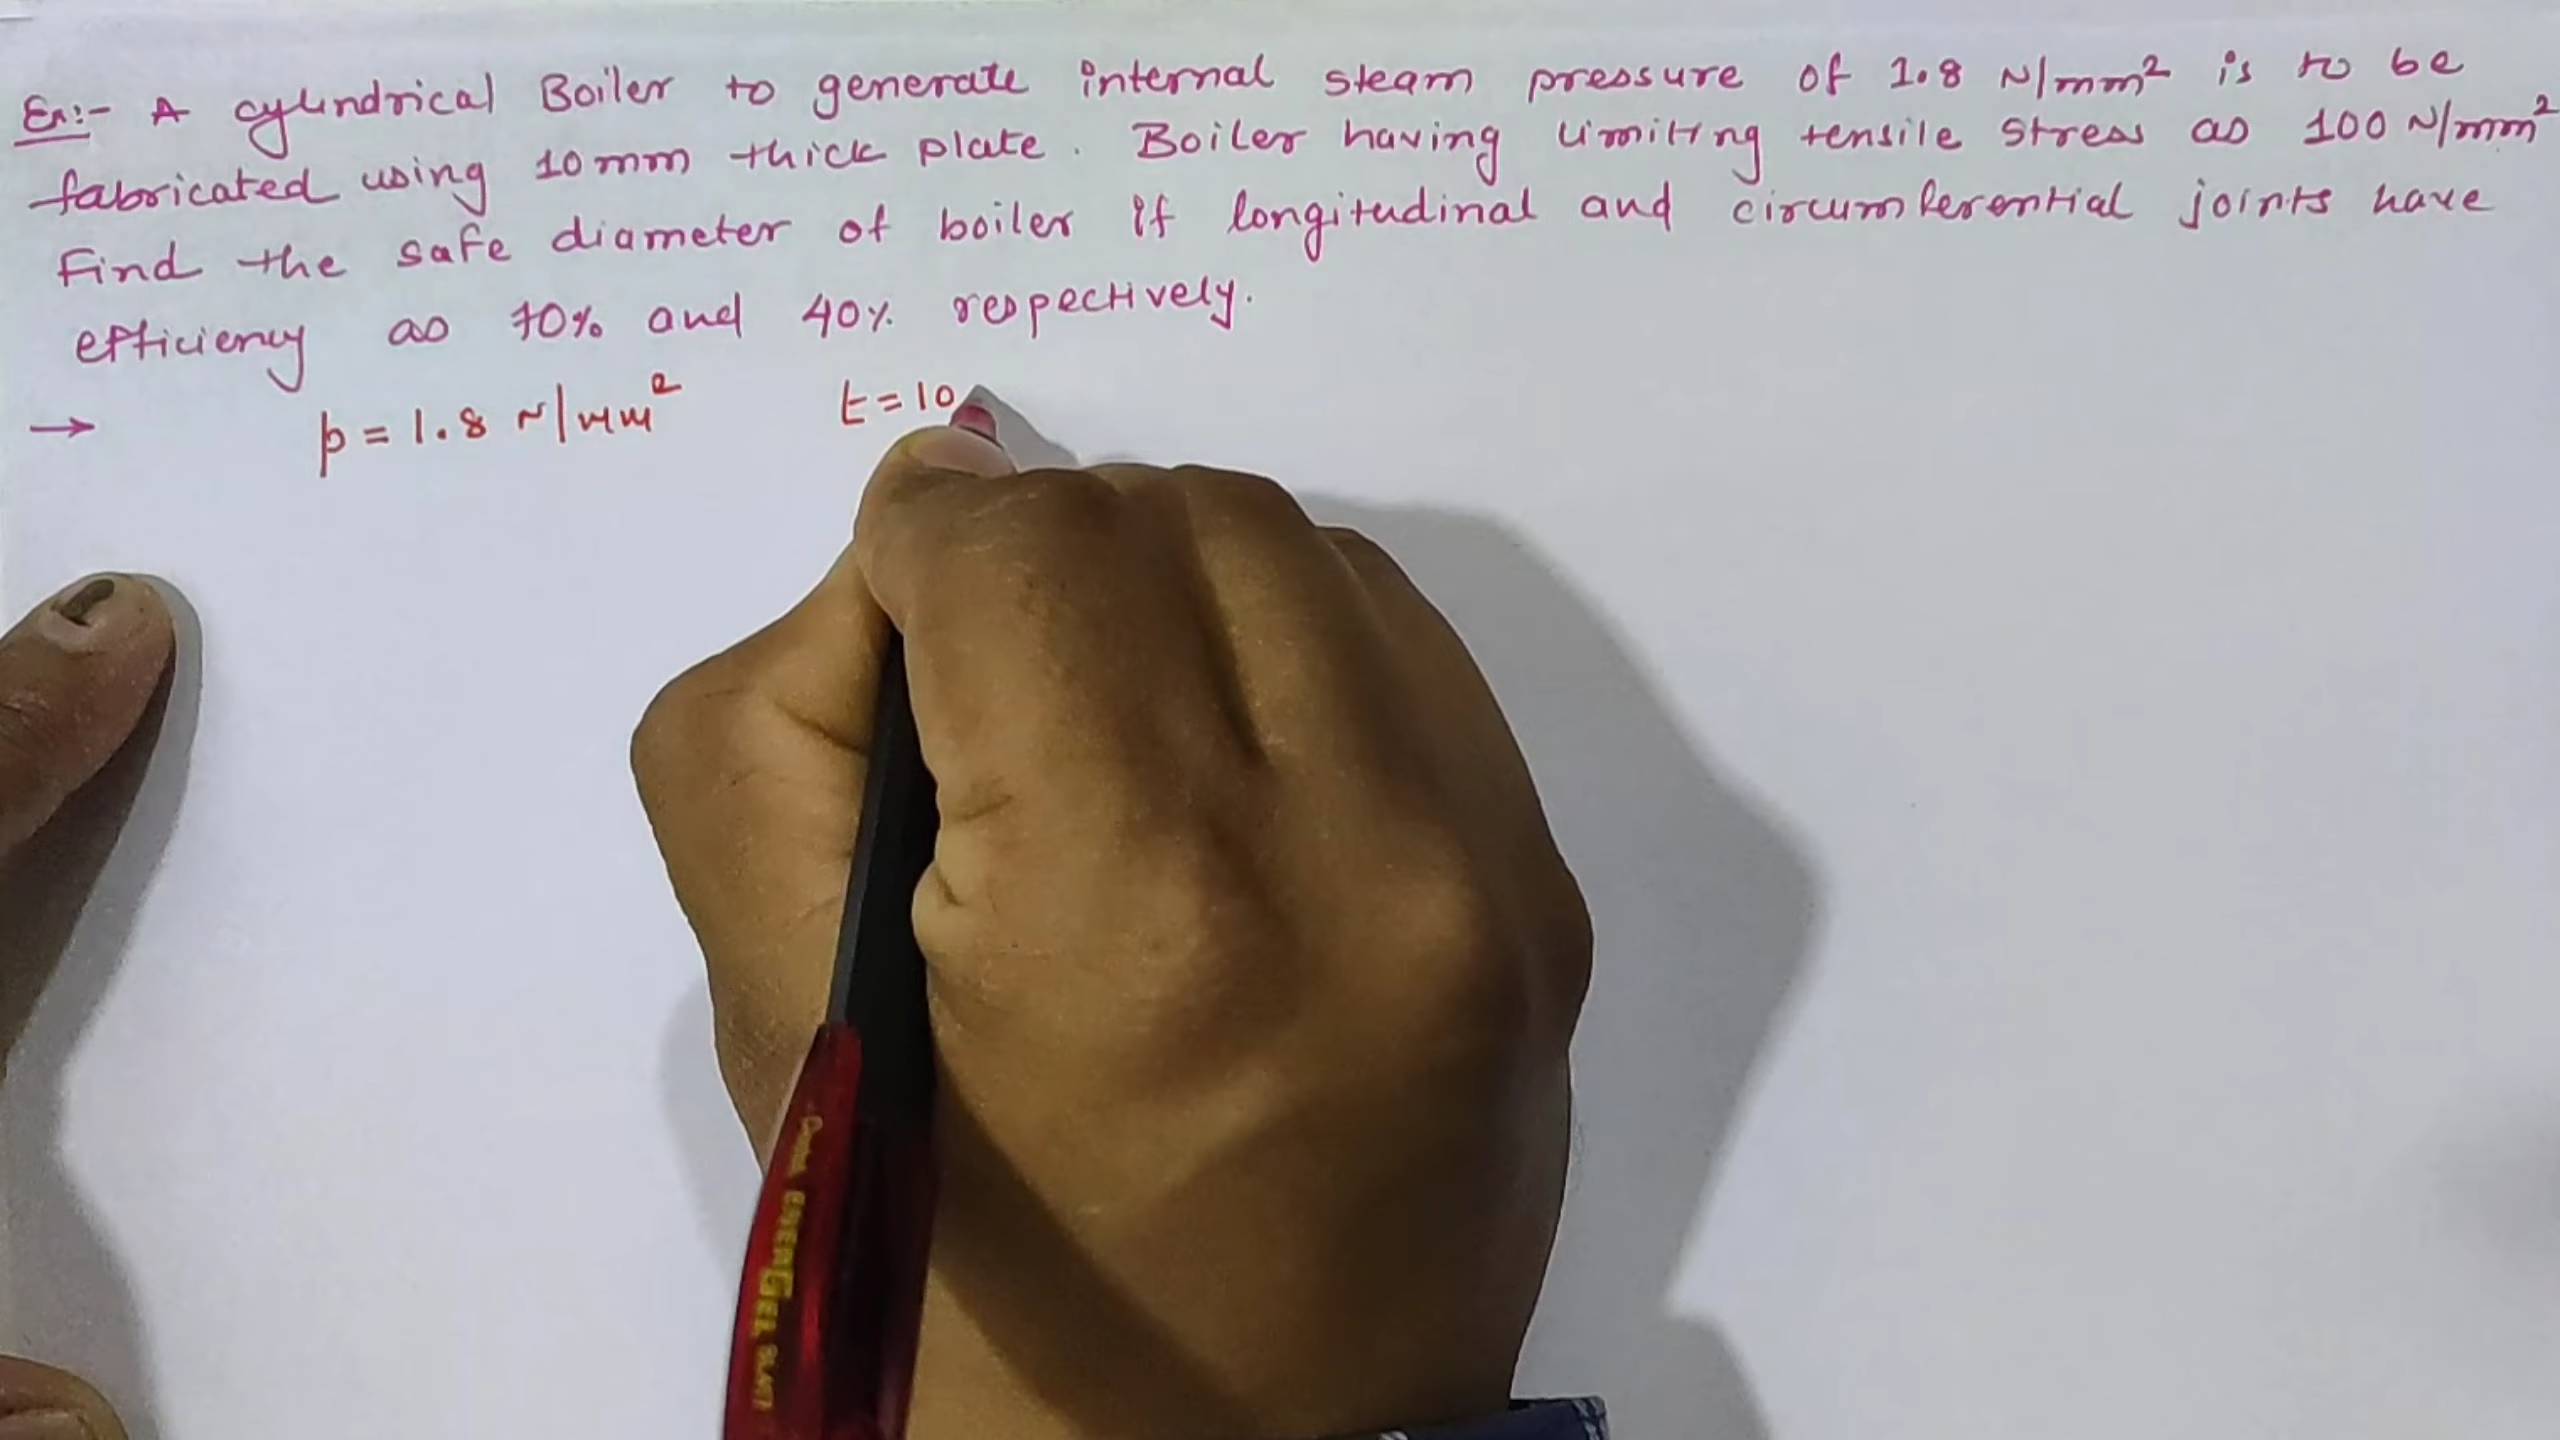 Ex:- A cylindrical Boiler to generate internal steam pressure of 1.8 N/mm² is to be
fabricated using 10mm thick plate. Boiler having limiting tensile stress as 100 N/mm²
Find the safe diameter of boiler if longitudinal and circumferential joints have
efficiency as 70% and 40% respectively.
→ p = 1.8 N/mm² t = 10
ENERGEL